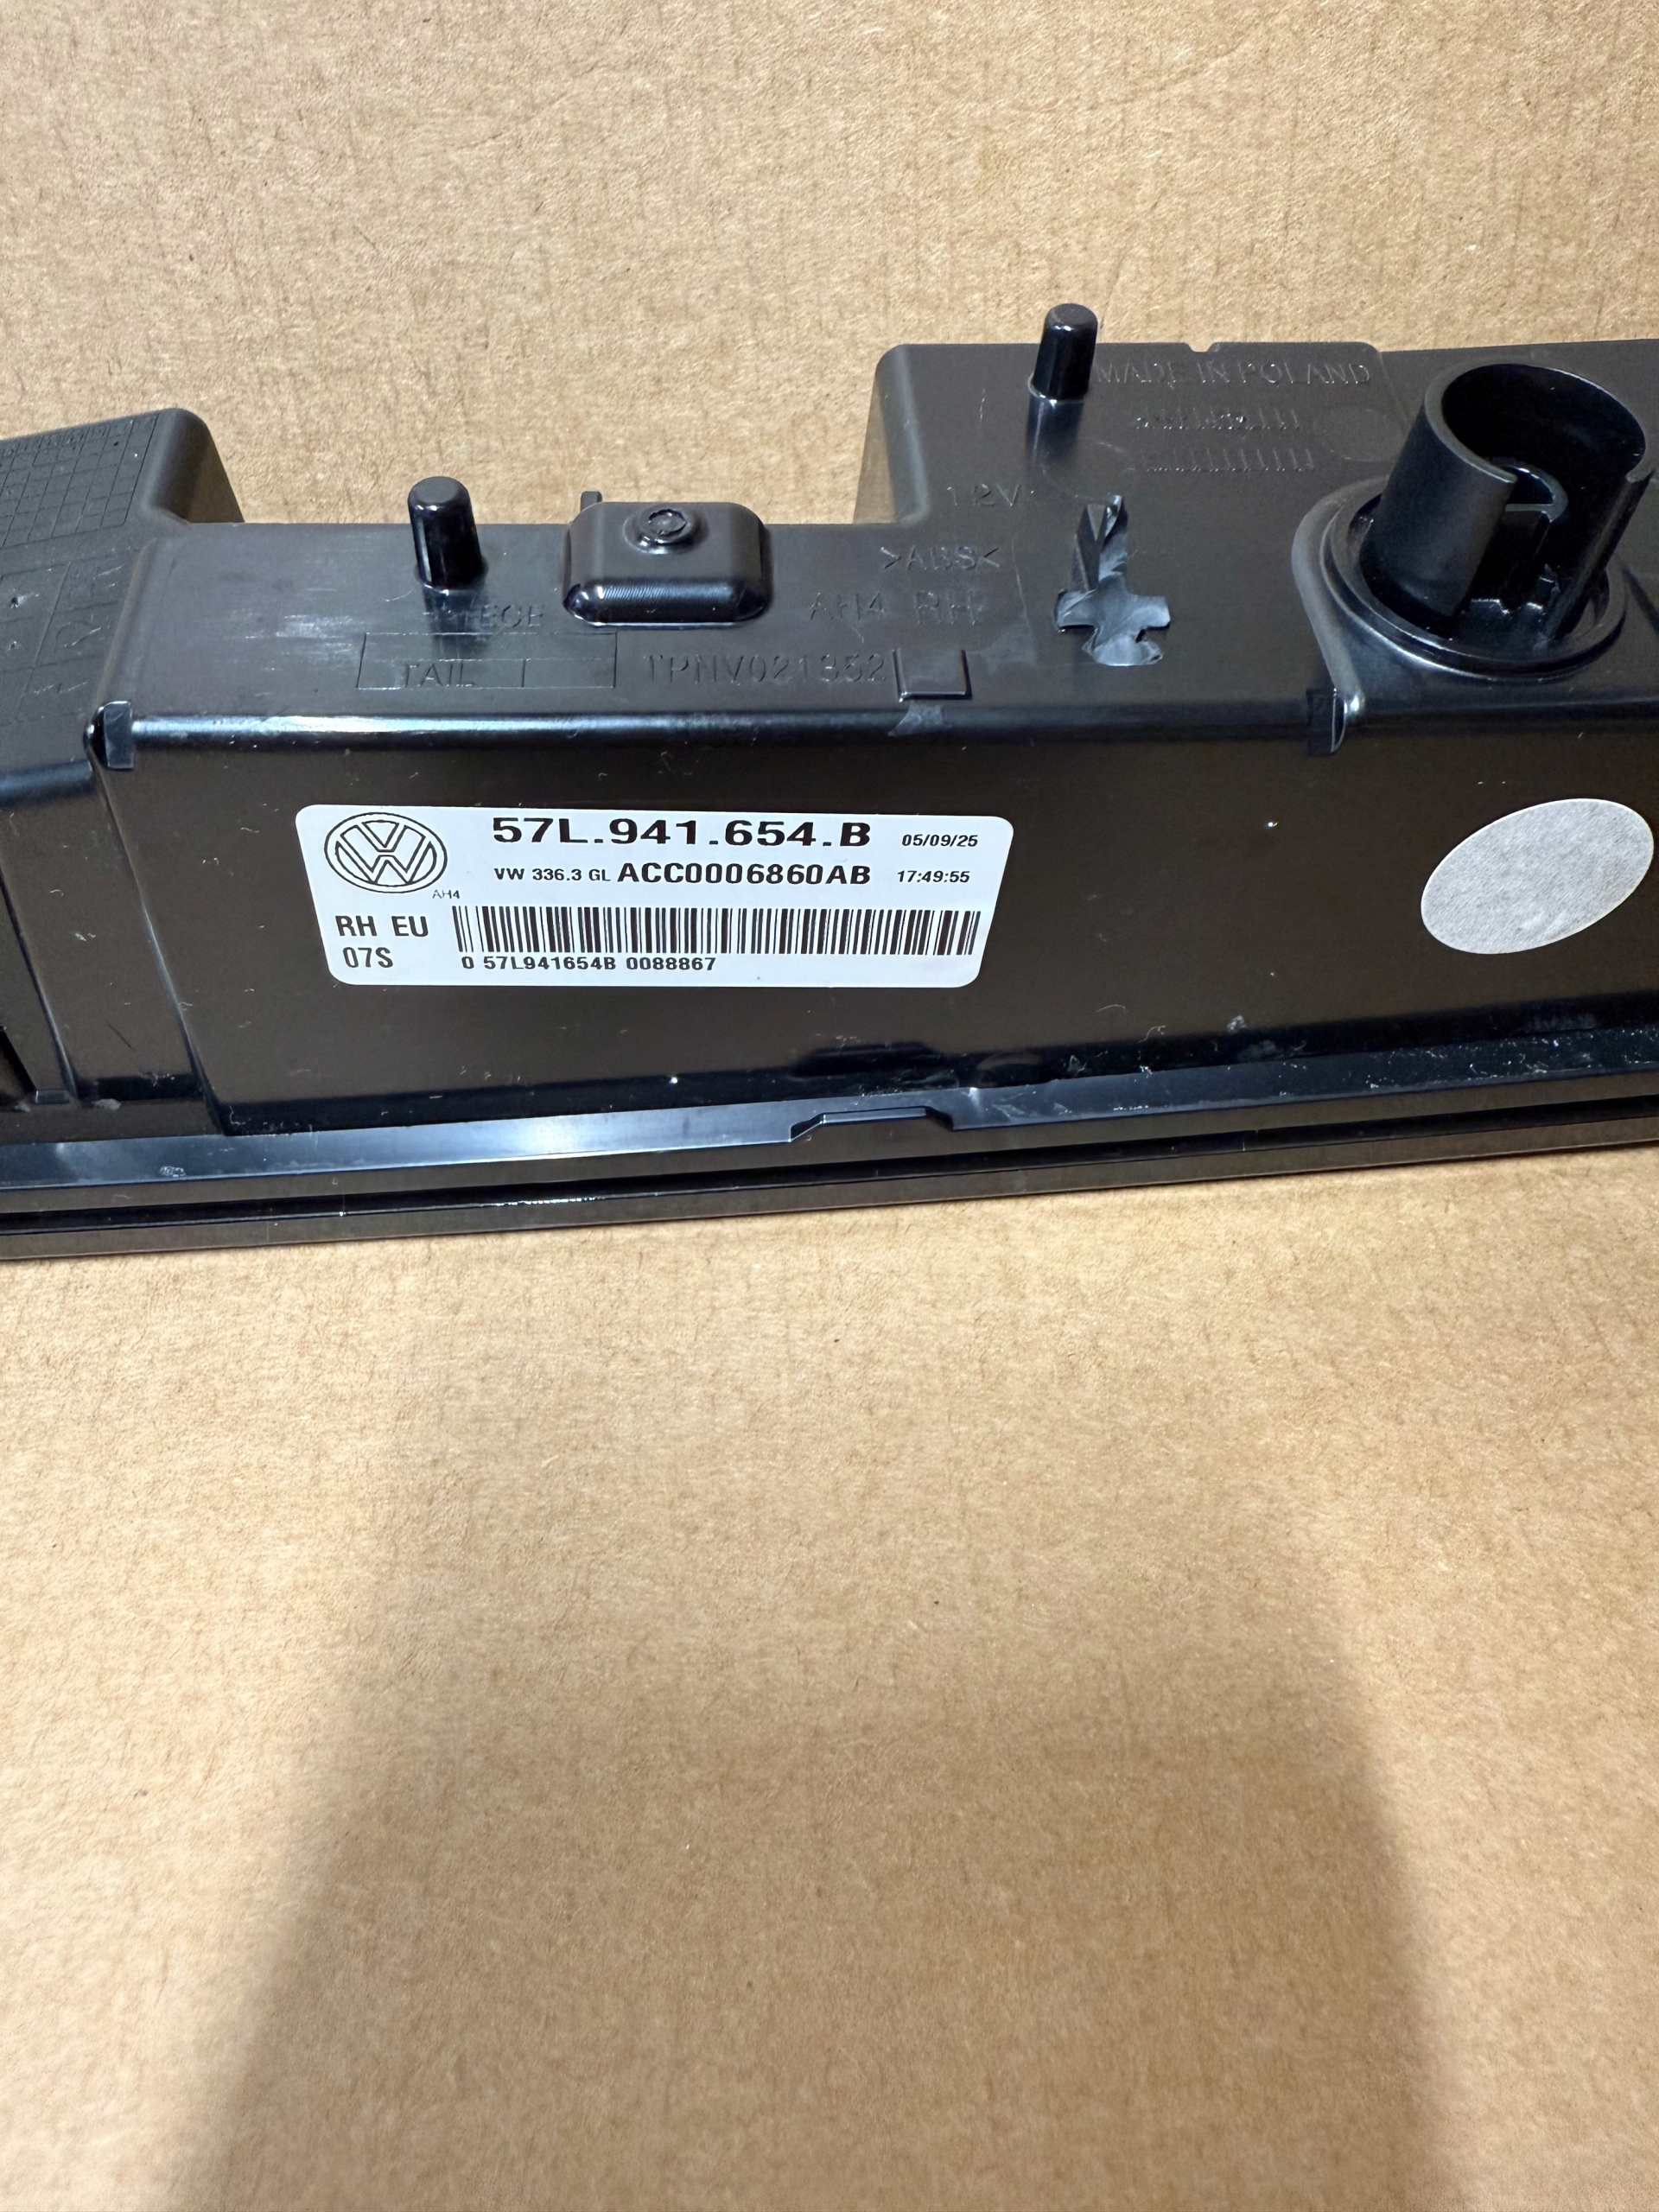 MADE IN POLAND
12V
>ABS<
AH4 RH
TAIL
57L.941.654.B 05/09/25
VW 336.3 GL ACC0006860AB 17:49:55
AH4
RH EU
07S
0 57L941654B 0088867